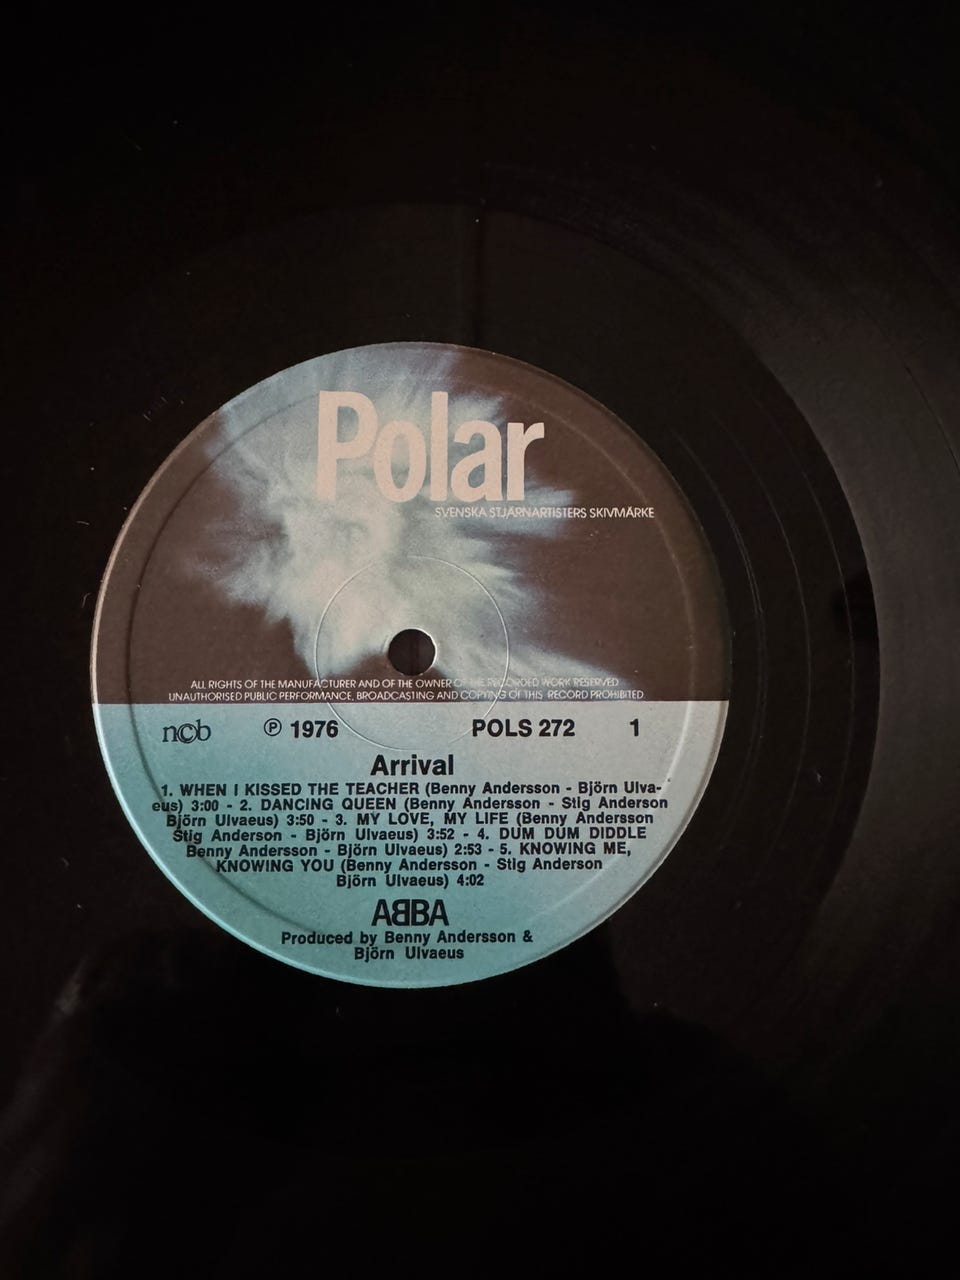 Polar
SVENSKA STJÄRNARTISTERS SKIVMÄRKE
ALL RIGHTS OF THE MANUFACTURER AND OF THE OWNER OF THE RECORDED WORK RESERVED
UNAUTHORISED PUBLIC PERFORMANCE, BROADCASTING AND COPYING OF THIS RECORD PROHIBITED.
ncb ℗ 1976 POLS 272 1
Arrival
1. WHEN I KISSED THE TEACHER (Benny Andersson - Björn Ulva-
eus) 3:00 - 2. DANCING QUEEN (Benny Andersson - Stig Anderson
Björn Ulvaeus) 3:50 - 3. MY LOVE, MY LIFE (Benny Andersson
Stig Anderson - Björn Ulvaeus) 3:52 - 4. DUM DUM DIDDLE
Benny Andersson - Björn Ulvaeus) 2:53 - 5. KNOWING ME,
KNOWING YOU (Benny Andersson - Stig Anderson
Björn Ulvaeus) 4:02
ABBA
Produced by Benny Andersson &
Björn Ulvaeus